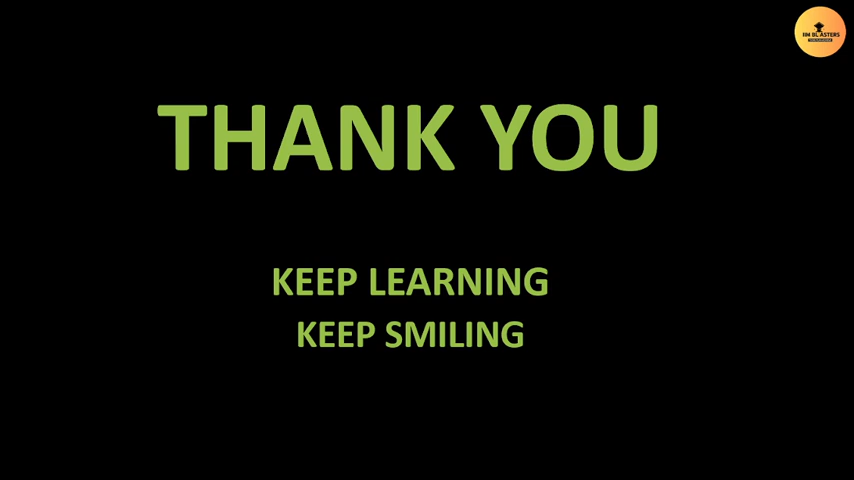 IIM BLASTERS
THANK YOU
KEEP LEARNING
KEEP SMILING